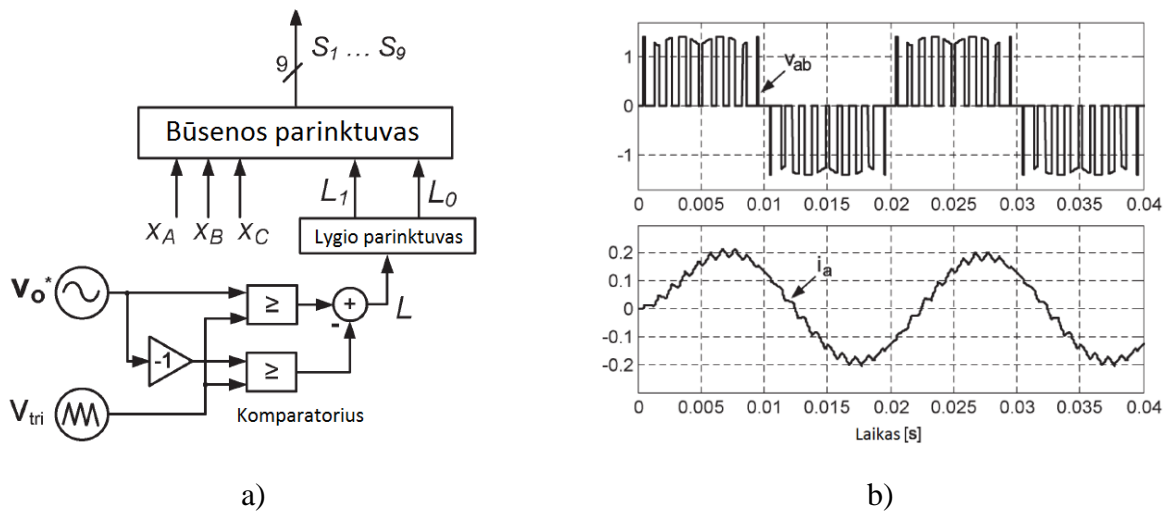 9
S₁ ... S₉
Būsenos parinktuvas
L₁
L₀
xA
xB
xC
Lygio parinktuvas
Vo*
≥
+
-
L
-1
≥
Vtri
Komparatorius
a)
1
0
-1
vab
0
0.005
0.01
0.015
0.02
0.025
0.03
0.035
0.04
0.2
0.1
0
-0.1
-0.2
ia
0
0.005
0.01
0.015
0.02
0.025
0.03
0.035
0.04
Laikas [s]
b)